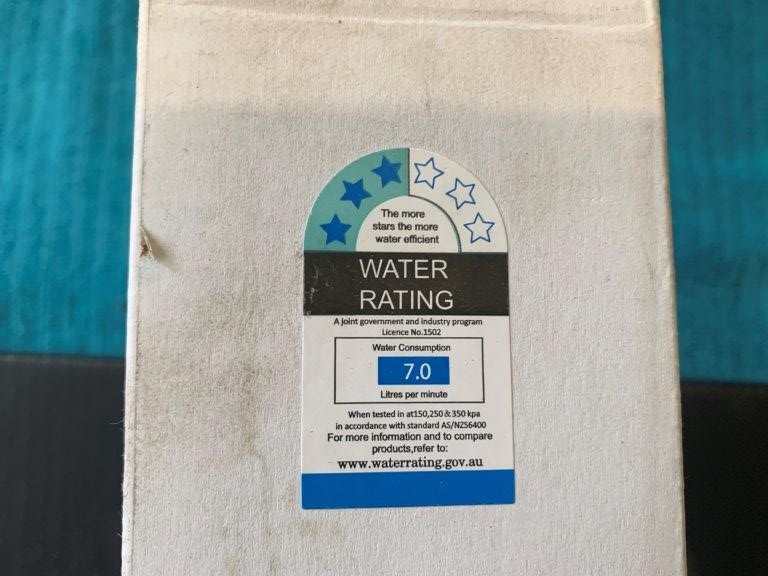 The more
stars the more
water efficient
WATER
RATING
A joint government and industry program
Licence No.1502
Water Consumption
7.0
Litres per minute
When tested in at150,250&350 kpa
in accordance with standard AS/NZS6400
For more information and to compare
products,refer to:
www.waterrating.gov.au